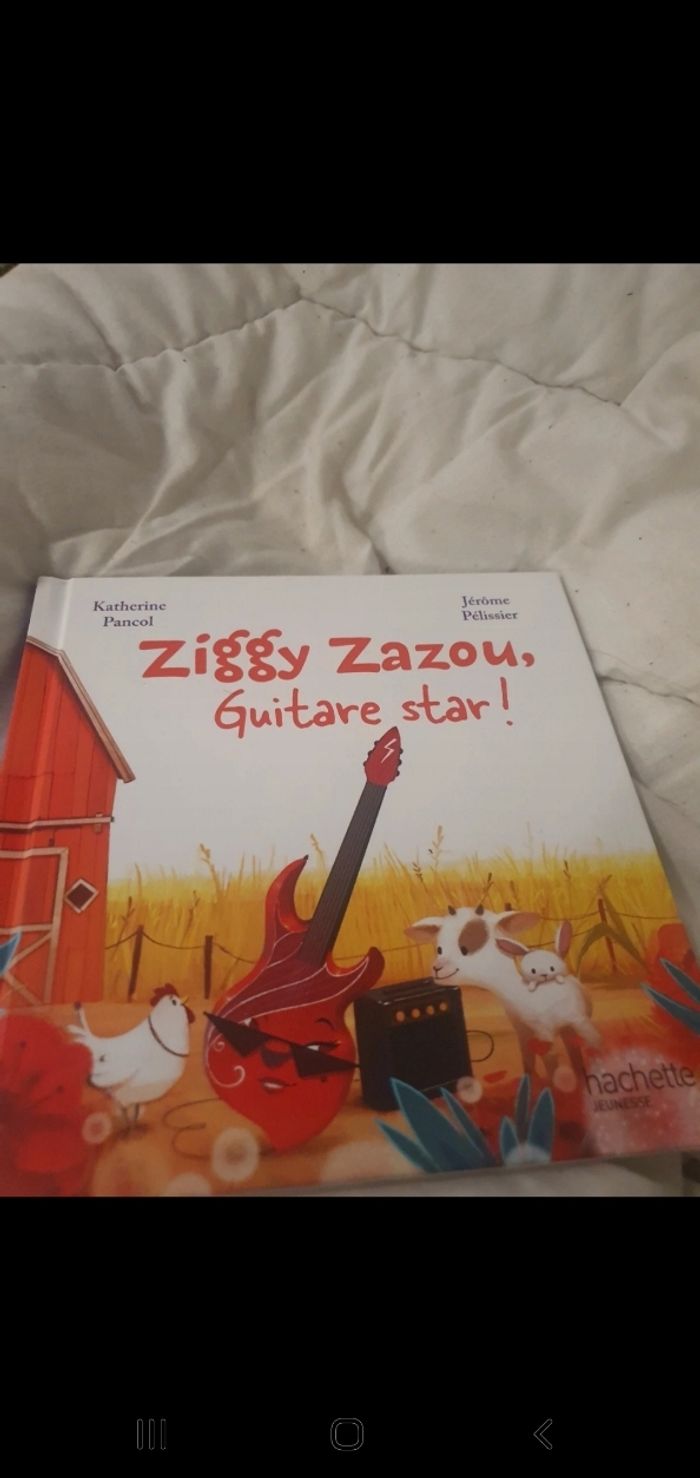 Katherine
Pancol
Jérôme
Pélissier
Ziggy Zazou,
Guitare star!
hachette
JEUNESSE